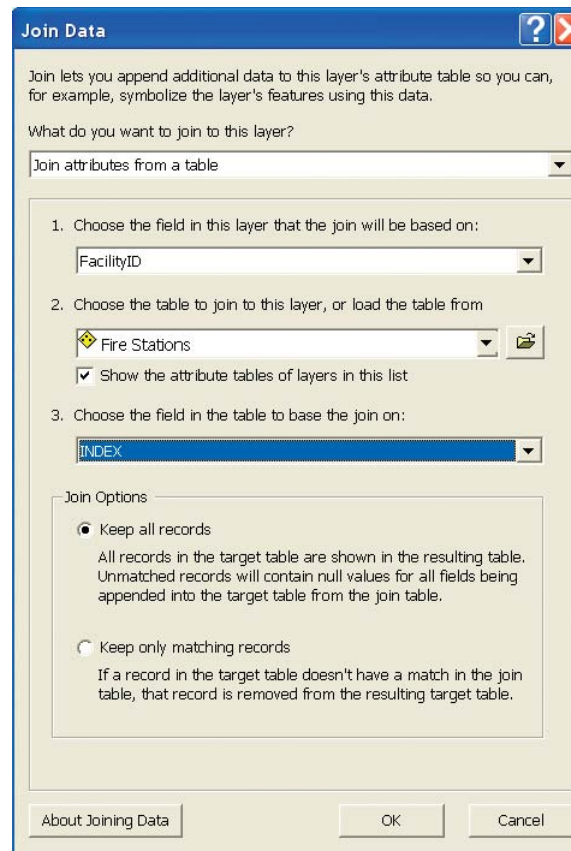 Join Data
Join lets you append additional data to this layer's attribute table so you can,
for example, symbolize the layer's features using this data.
What do you want to join to this layer?
Join attributes from a table
1. Choose the field in this layer that the join will be based on:
FacilityID
2. Choose the table to join to this layer, or load the table from
Fire Stations
Show the attribute tables of layers in this list
3. Choose the field in the table to base the join on:
INDEX
Join Options
Keep all records
All records in the target table are shown in the resulting table.
Unmatched records will contain null values for all fields being
appended into the target table from the join table.
Keep only matching records
If a record in the target table doesn't have a match in the join
table, that record is removed from the resulting target table.
About Joining Data
OK
Cancel